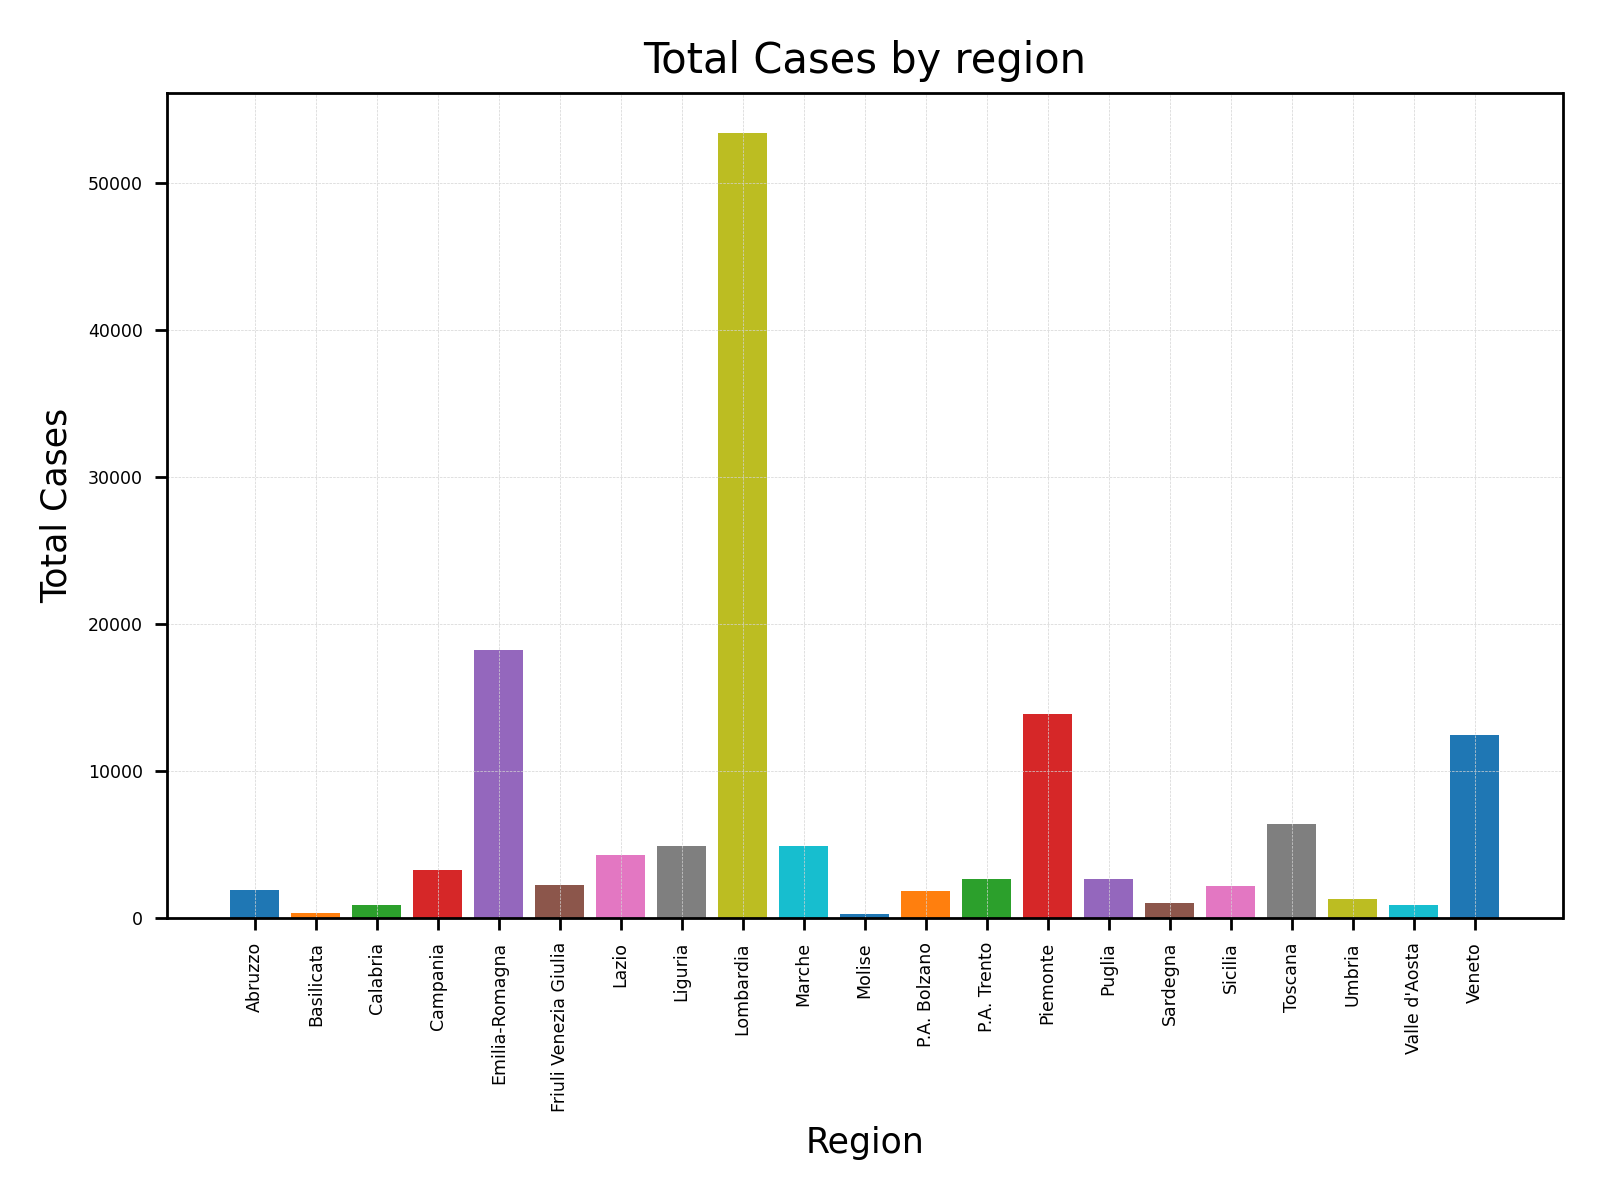 Total Cases by region
Total Cases
50000
40000
30000
20000
10000
0
Abruzzo
Basilicata
Calabria
Campania
Emilia-Romagna
Friuli Venezia Giulia
Lazio
Liguria
Lombardia
Marche
Molise
P.A. Bolzano
P.A. Trento
Piemonte
Puglia
Sardegna
Sicilia
Toscana
Umbria
Valle d'Aosta
Veneto
Region